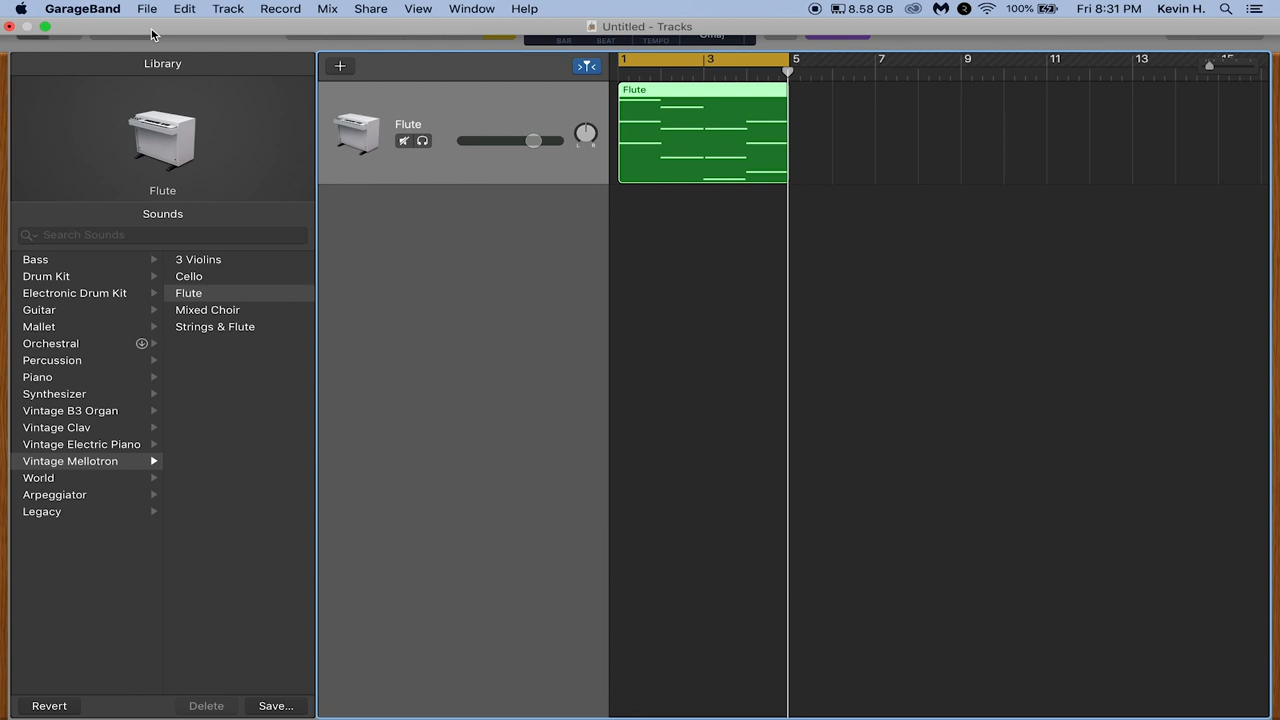 GarageBand File Edit Track Record Mix Share View Window Help 8.58 GB 100% Fri 8:31 PM Kevin H.
Untitled - Tracks
BAR BEAT TEMPO Cmaj
Library
1 3 5 7 9 11 13 15
Flute
Flute
L R
Flute
Sounds
Search Sounds
Bass
Drum Kit
Electronic Drum Kit
Guitar
Mallet
Orchestral
Percussion
Piano
Synthesizer
Vintage B3 Organ
Vintage Clav
Vintage Electric Piano
Vintage Mellotron
World
Arpeggiator
Legacy
3 Violins
Cello
Flute
Mixed Choir
Strings & Flute
Revert
Delete
Save...